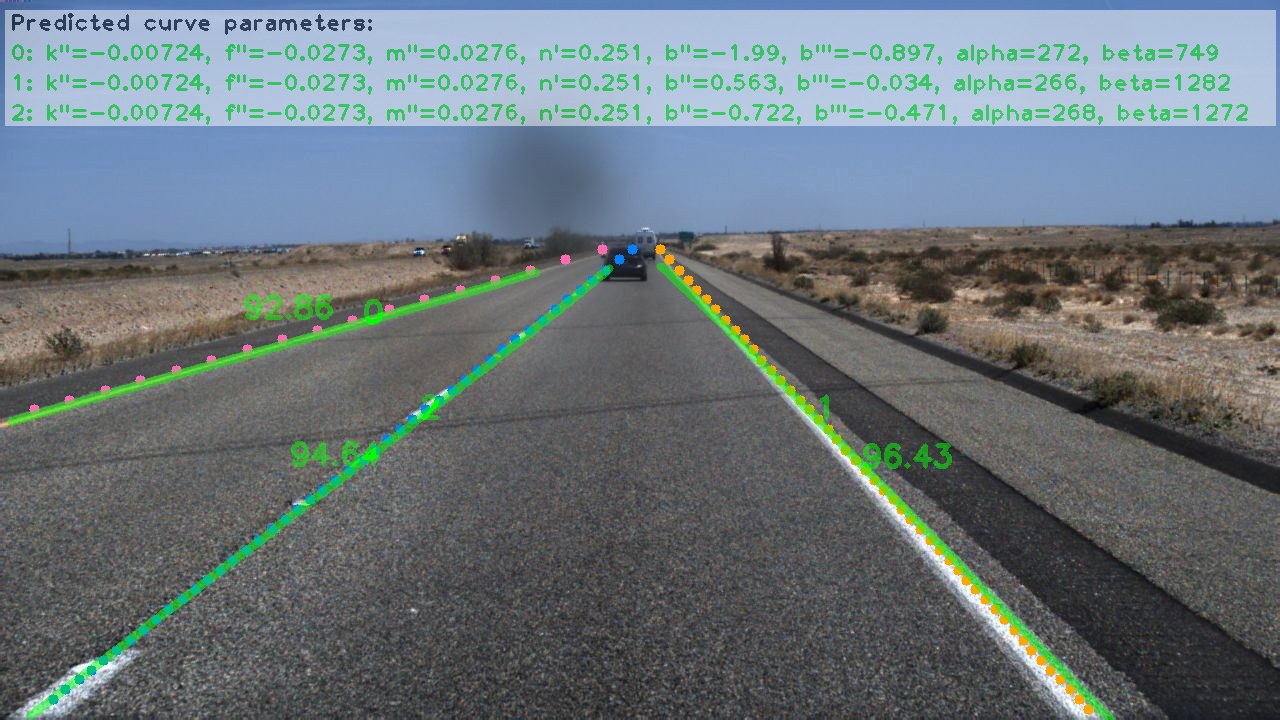 Predicted curve parameters:
0: k''=-0.00724, f''=-0.0273, m''=0.0276, n'=0.251, b''=-1.99, b'''=-0.897, alpha=272, beta=749
1: k''=-0.00724, f''=-0.0273, m''=0.0276, n'=0.251, b''=0.563, b'''=-0.034, alpha=266, beta=1282
2: k''=-0.00724, f''=-0.0273, m''=0.0276, n'=0.251, b''=-0.722, b'''=-0.471, alpha=268, beta=1272
92.86 0
2 1
94.64 96.43